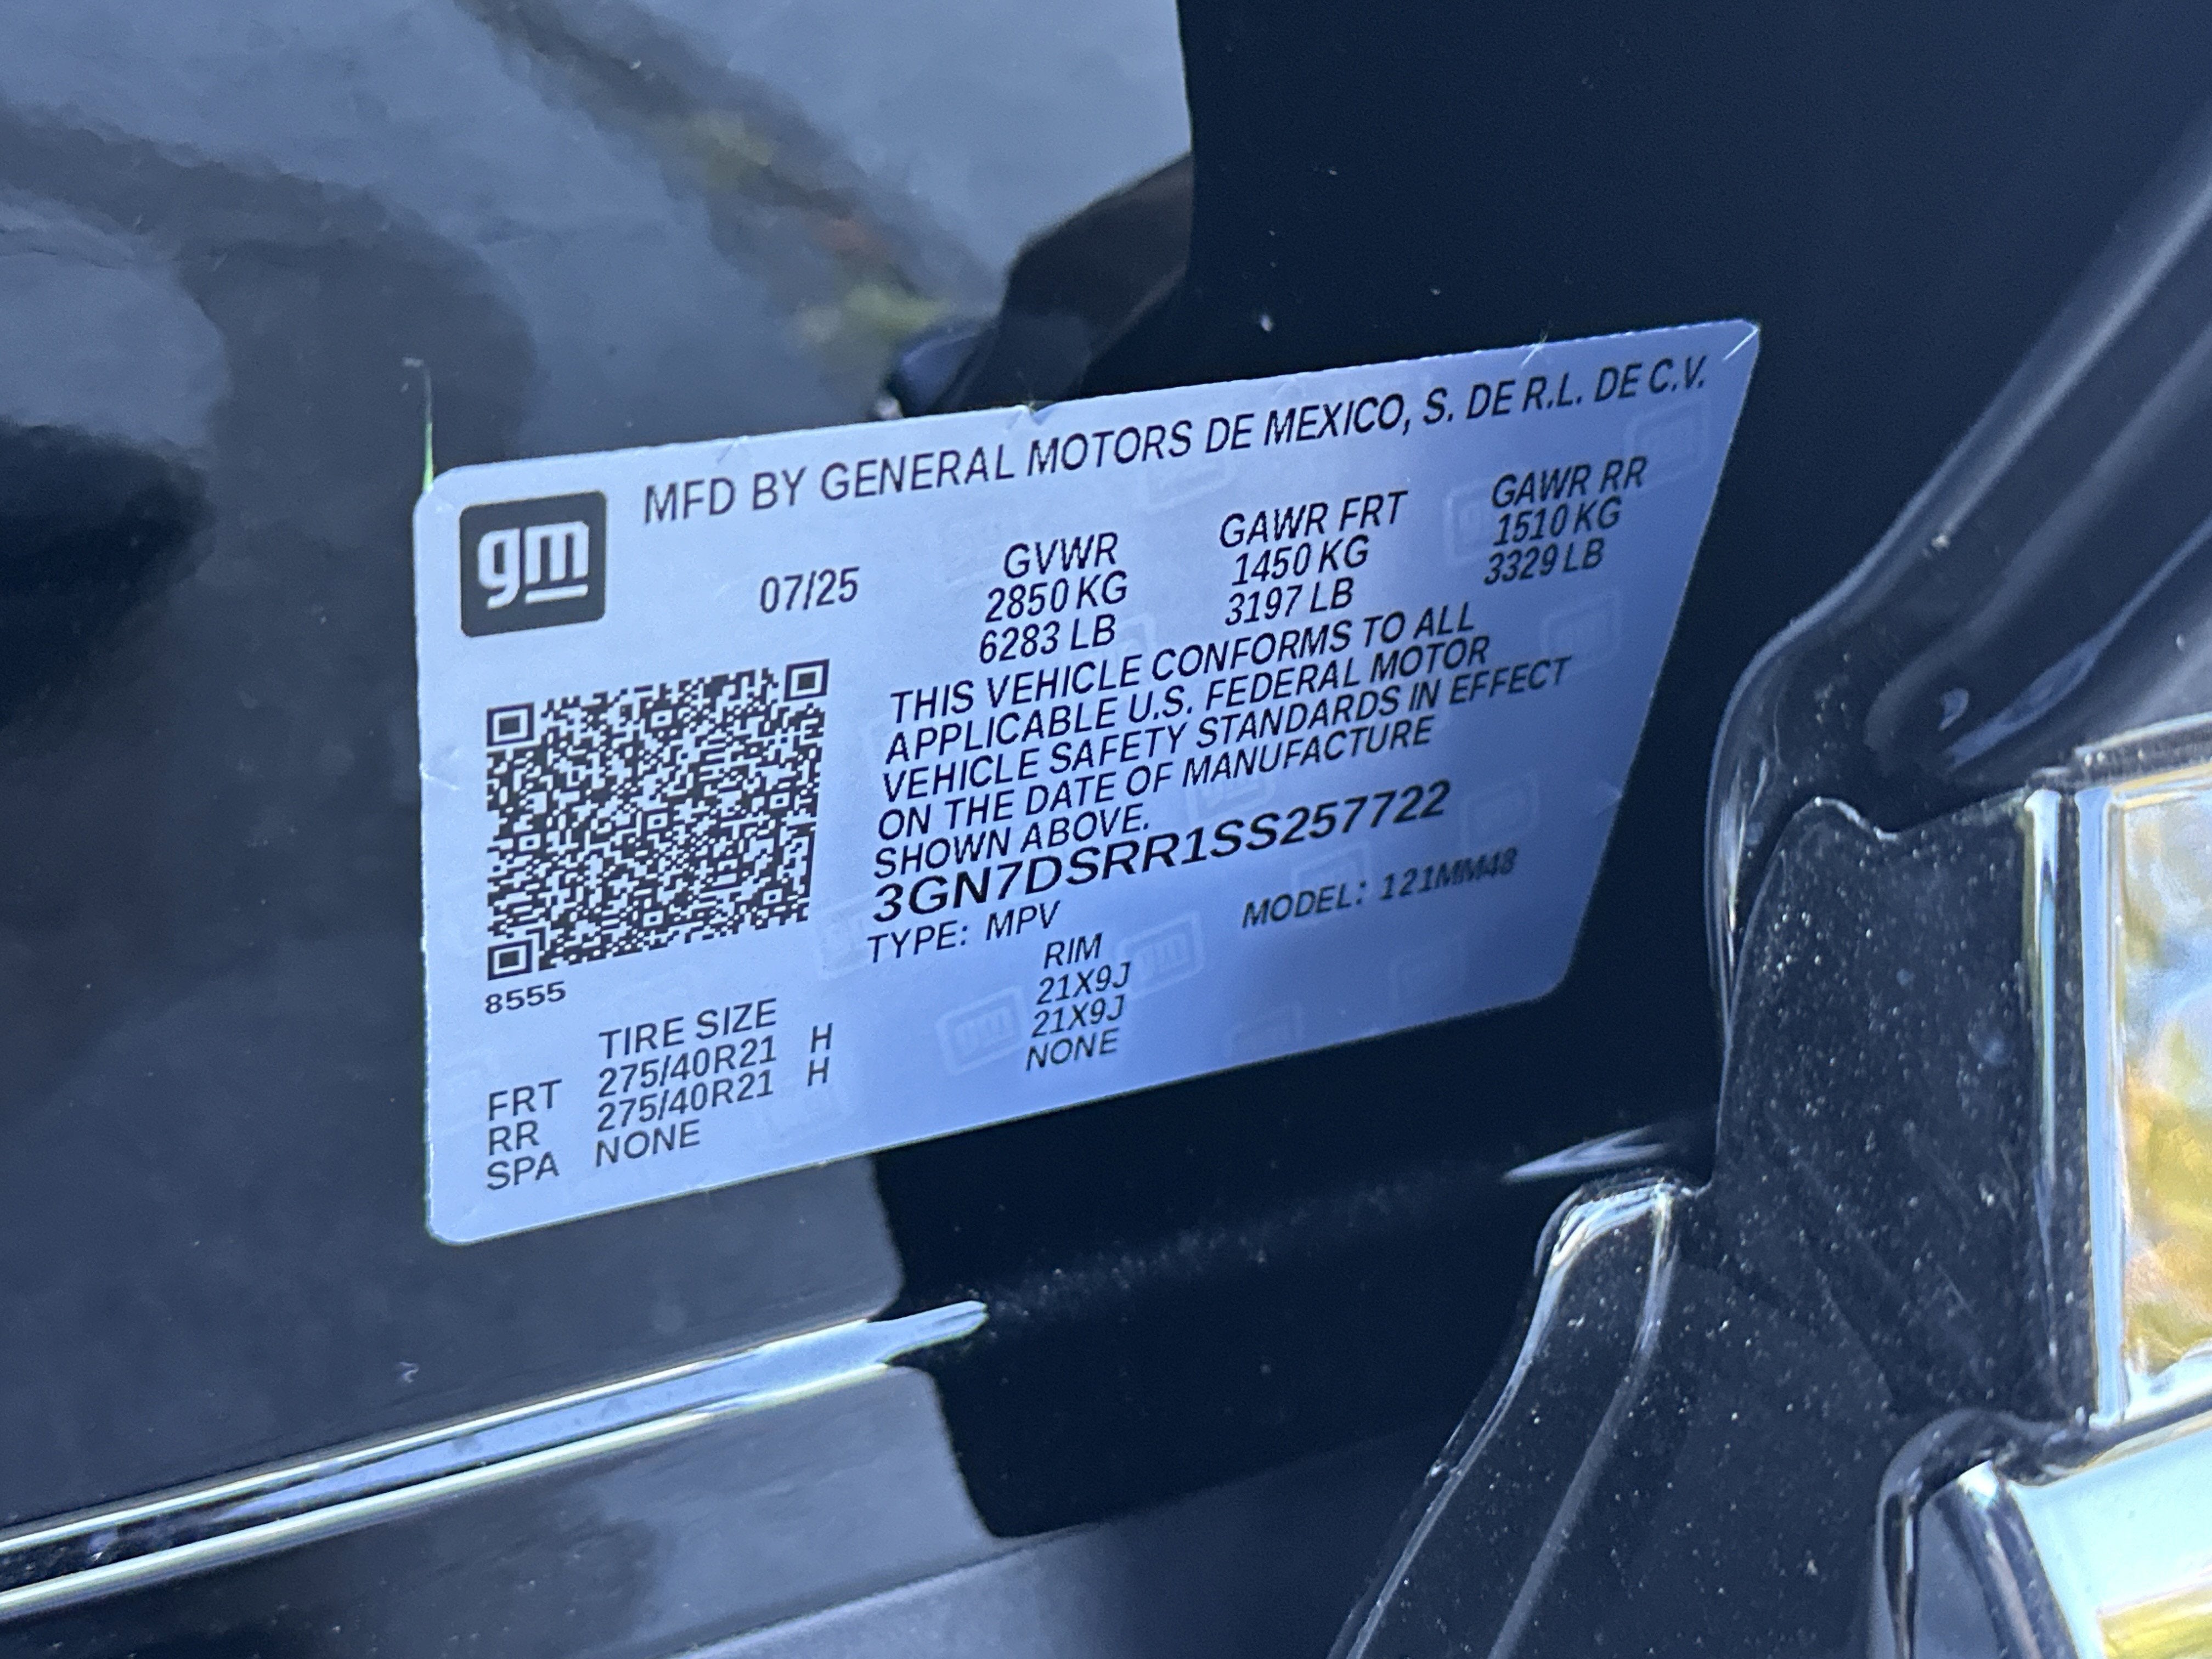 gm
MFD BY GENERAL MOTORS DE MEXICO, S. DE R.L. DE C.V.
07/25
GVWR GAWR FRT GAWR RR
2850 KG 1450 KG 1510 KG
6283 LB 3197 LB 3329 LB
THIS VEHICLE CONFORMS TO ALL
APPLICABLE U.S. FEDERAL MOTOR
VEHICLE SAFETY STANDARDS IN EFFECT
ON THE DATE OF MANUFACTURE
SHOWN ABOVE.
3GN7DSRR1SS257722
TYPE: MPV MODEL: 121MM48
8555
TIRE SIZE RIM
FRT 275/40R21 H 21X9J
RR 275/40R21 H 21X9J
SPA NONE NONE